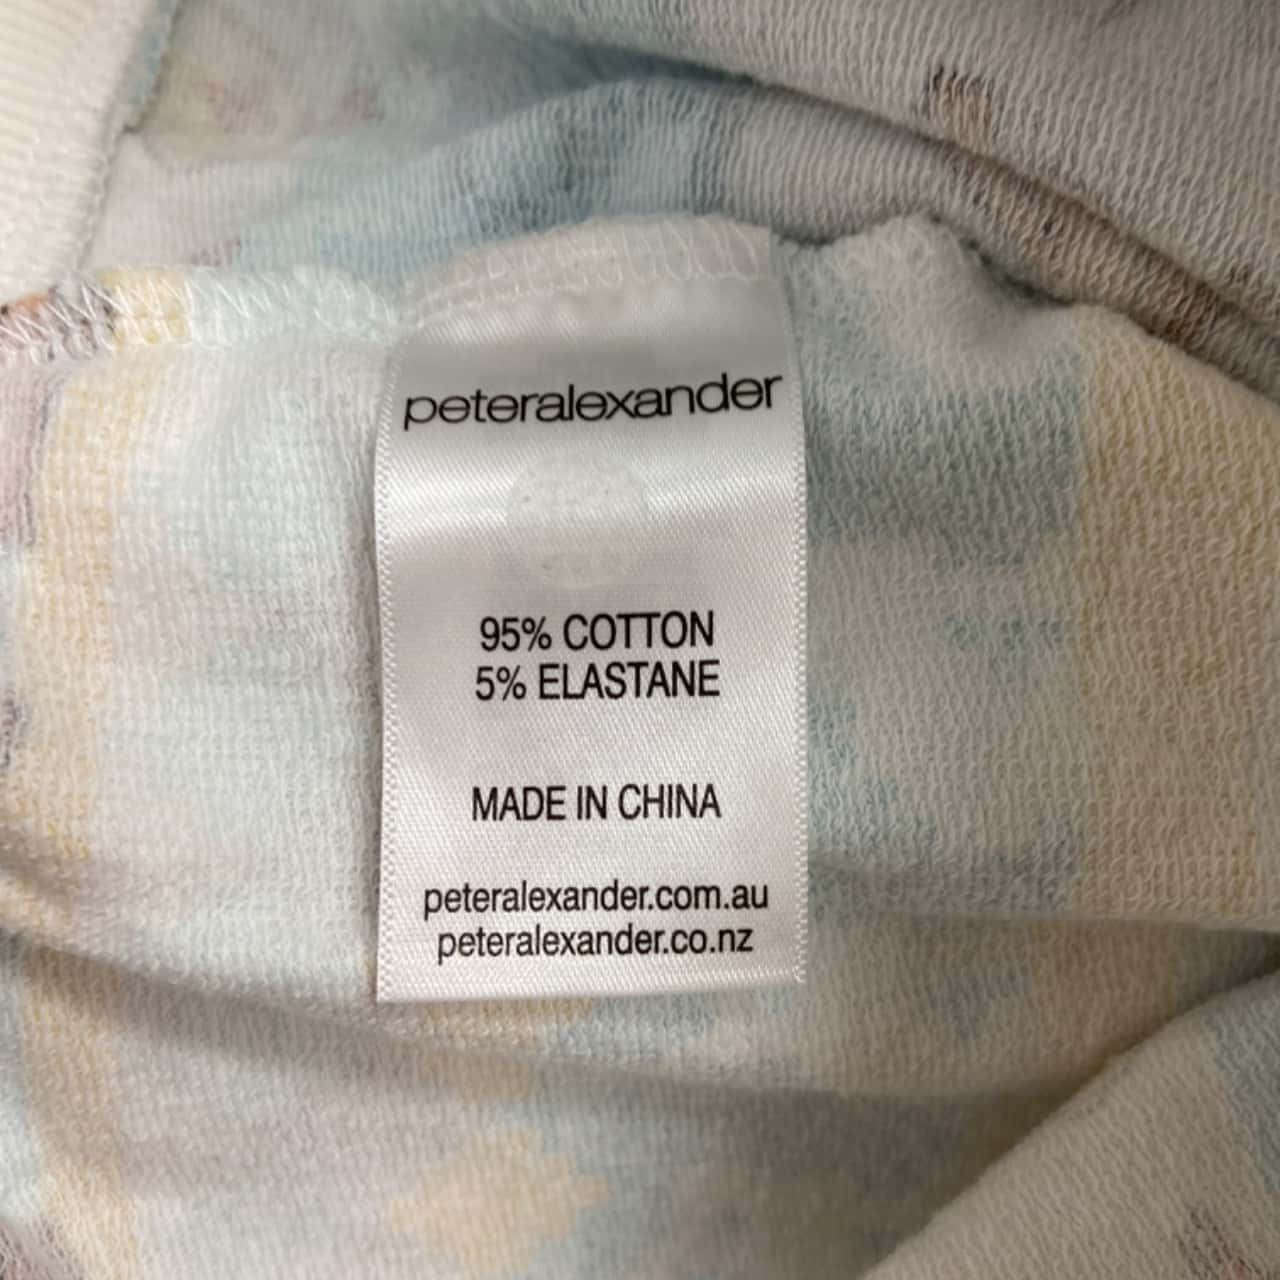 peteralexander
95% COTTON
5% ELASTANE
MADE IN CHINA
peteralexander.com.au
peteralexander.co.nz